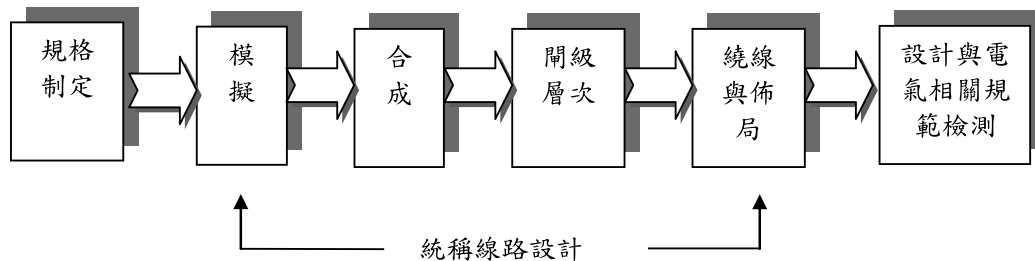 規格
制定
模
擬
合
成
閘級
層次
繞線
與佈
局
設計與電
氣相關規
範檢測
統稱線路設計